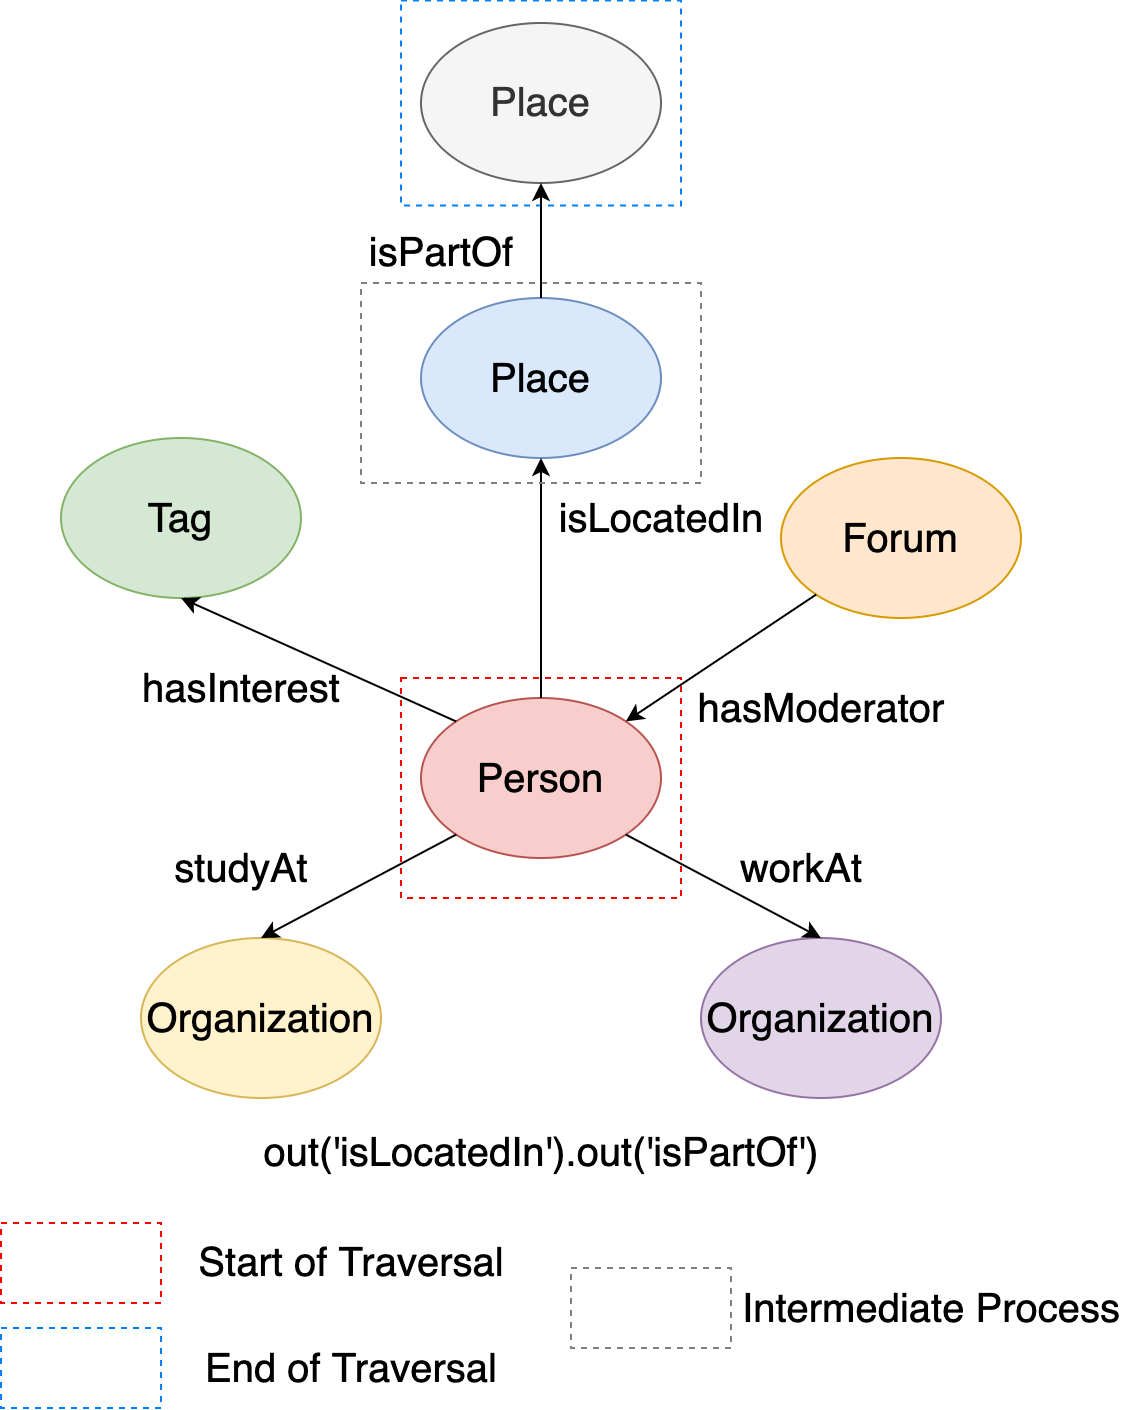 Place
isPartOf
Place
Tag
isLocatedIn
Forum
hasInterest
hasModerator
Person
studyAt
workAt
Organization
Organization
out('isLocatedIn').out('isPartOf')
Start of Traversal
Intermediate Process
End of Traversal